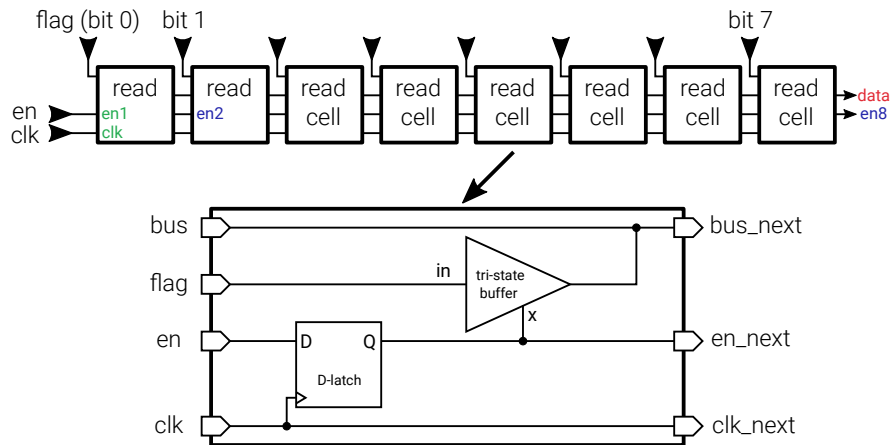 flag (bit 0) bit 1 bit 7
read read read cell read cell read cell read cell read cell read cell
en en1 en2 data
clk clk en8
bus bus_next
flag in tri-state buffer
x
en D Q en_next
D-latch
clk clk_next